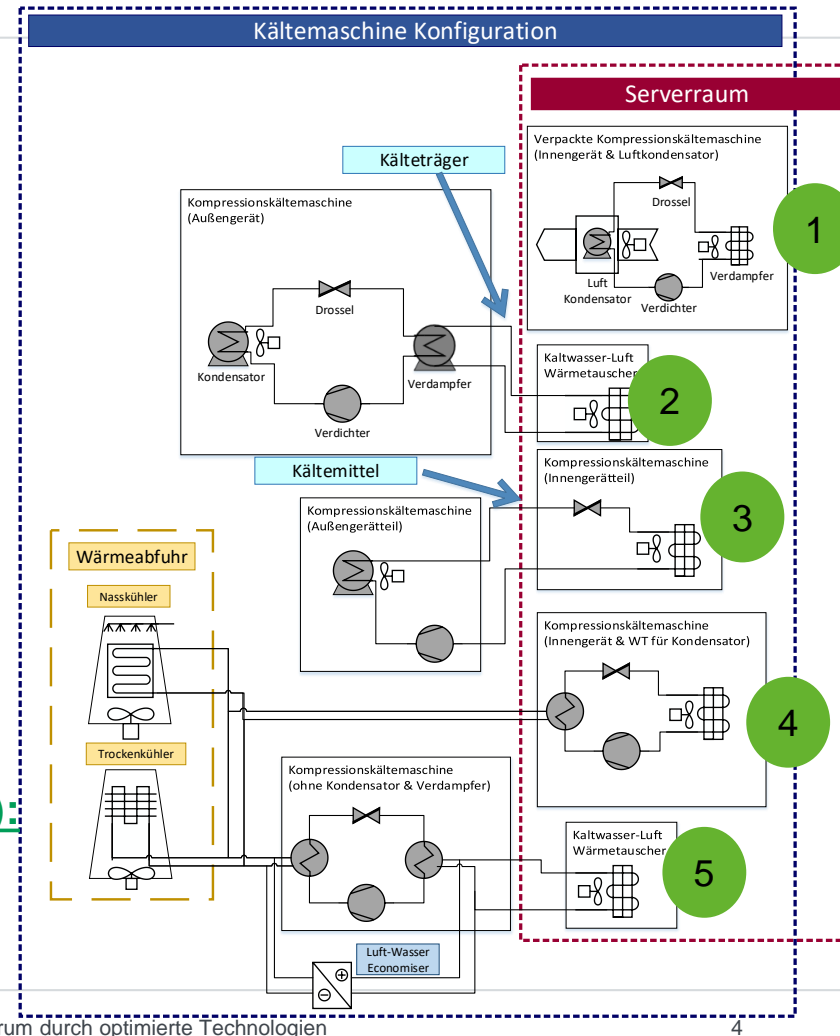 Kältemaschine Konfiguration
Serverraum
Verpackte Kompressionskältemaschine
(Innengerät & Luftkondensator)
Drossel
Luft
Kondensator
Verdichter
Verdampfer
1
Kälteträger
Kompressionskältemaschine
(Außengerät)
Drossel
Kondensator
Verdampfer
Verdichter
Kaltwasser-Luft
Wärmetauscher
2
Kältemittel
Kompressionskältemaschine
(Innengerätteil)
3
Kompressionskältemaschine
(Außengerätteil)
Wärmeabfuhr
Nasskühler
Trockenkühler
Kompressionskältemaschine
(Innengerät & WT für Kondensator)
4
Kompressionskältemaschine
(ohne Kondensator & Verdampfer)
Kaltwasser-Luft
Wärmetauscher
5
Luft-Wasser
Economiser
):
rum durch optimierte Technologien
4